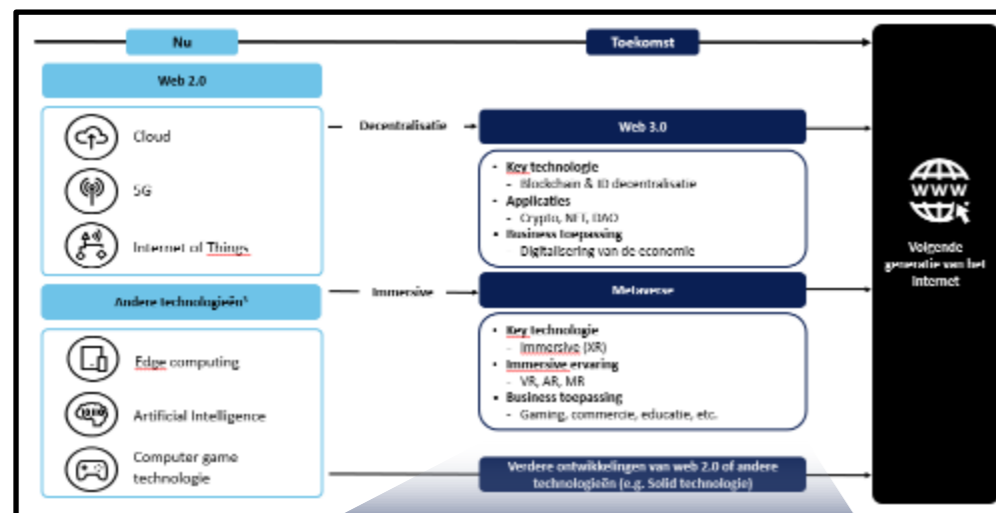 Nu
Toekomst
Web 2.0
Cloud
5G
Internet of Things
Andere technologieën
Edge computing
Artificial Intelligence
Computer game
technologie
Decentralisatie
Immersive
Web 3.0
• Key technologie
- Blockchain & ID decentralisatie
• Applicaties
- Crypto, NFT, DAO
• Business toepassing
Digitalisering van de economie
Metaverse
• Key technologie
- Immersive (XR)
• Immersive ervaring
- VR, AR, MR
• Business toepassing
- Gaming, commercie, educatie, etc.
Verdere ontwikkelingen van web 2.0 of andere
technologieën (e.g. Solid technologie)
WWW
Volgende
generatie van het
Internet